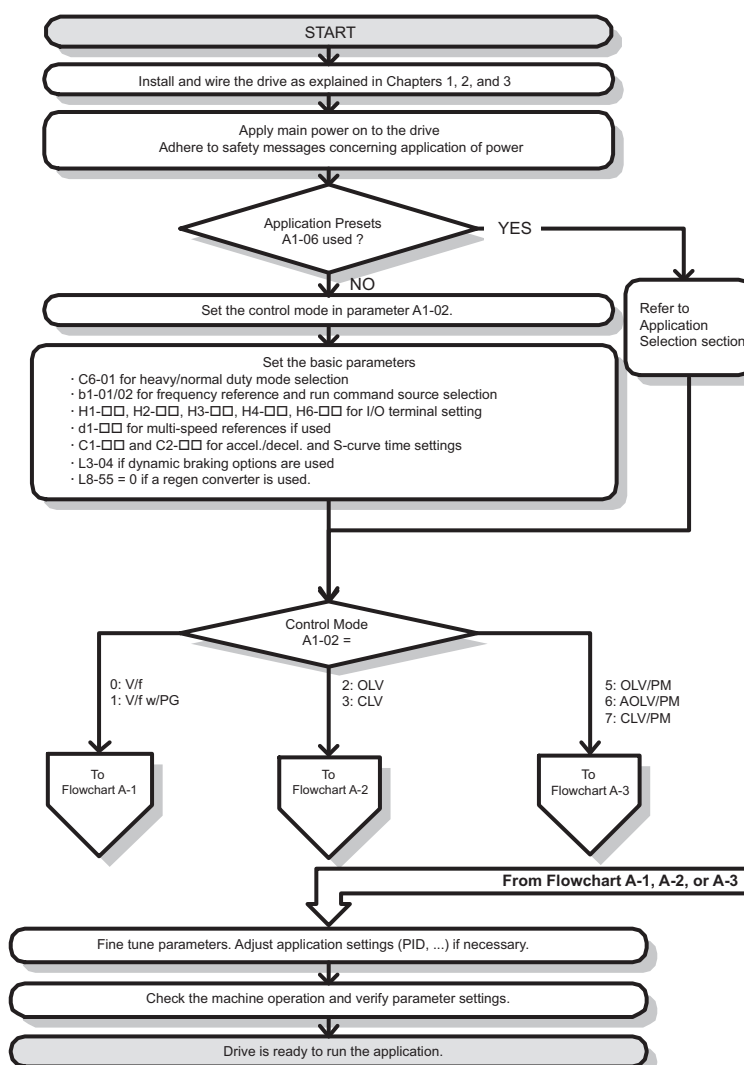 START
Install and wire the drive as explained in Chapters 1, 2, and 3
Apply main power on to the drive
Adhere to safety messages concerning application of power
Application Presets
A1-06 used ?
YES
NO
Refer to
Application
Selection section
Set the control mode in parameter A1-02.
Set the basic parameters
· C6-01 for heavy/normal duty mode selection
· b1-01/02 for frequency reference and run command source selection
· H1-□□, H2-□□, H3-□□, H4-□□, H6-□□ for I/O terminal setting
· d1-□□ for multi-speed references if used
· C1-□□ and C2-□□ for accel./decel. and S-curve time settings
· L3-04 if dynamic braking options are used
· L8-55 = 0 if a regen converter is used.
Control Mode
A1-02 =
0: V/f
1: V/f w/PG
2: OLV
3: CLV
5: OLV/PM
6: AOLV/PM
7: CLV/PM
To
Flowchart A-1
To
Flowchart A-2
To
Flowchart A-3
From Flowchart A-1, A-2, or A-3
Fine tune parameters. Adjust application settings (PID, ...) if necessary.
Check the machine operation and verify parameter settings.
Drive is ready to run the application.